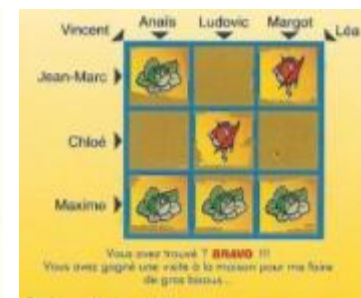 Vincent Anaïs Ludovic Margot Léa
Jean-Marc
Chloé
Maxime
Vous avez trouvé ? BRAVO !!!
Vous avez gagné une visite à la maison pour me faire
de gros bisous...